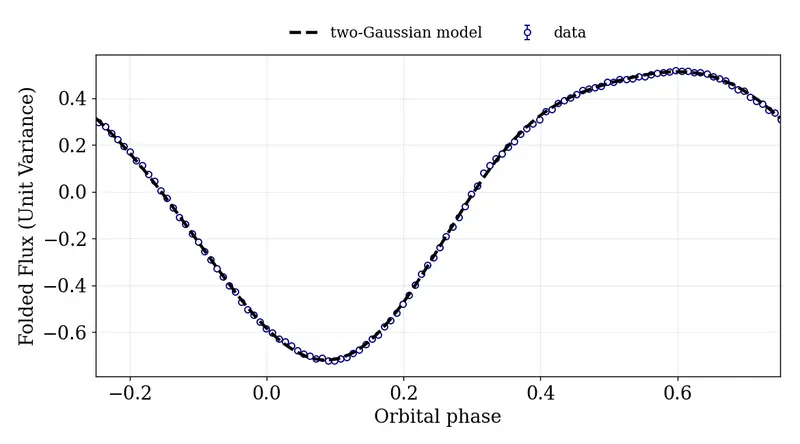 two-Gaussian model
data
Folded Flux (Unit Variance)
0.4
0.2
0.0
−0.2
−0.4
−0.6
−0.2
0.0
0.2
0.4
0.6
Orbital phase